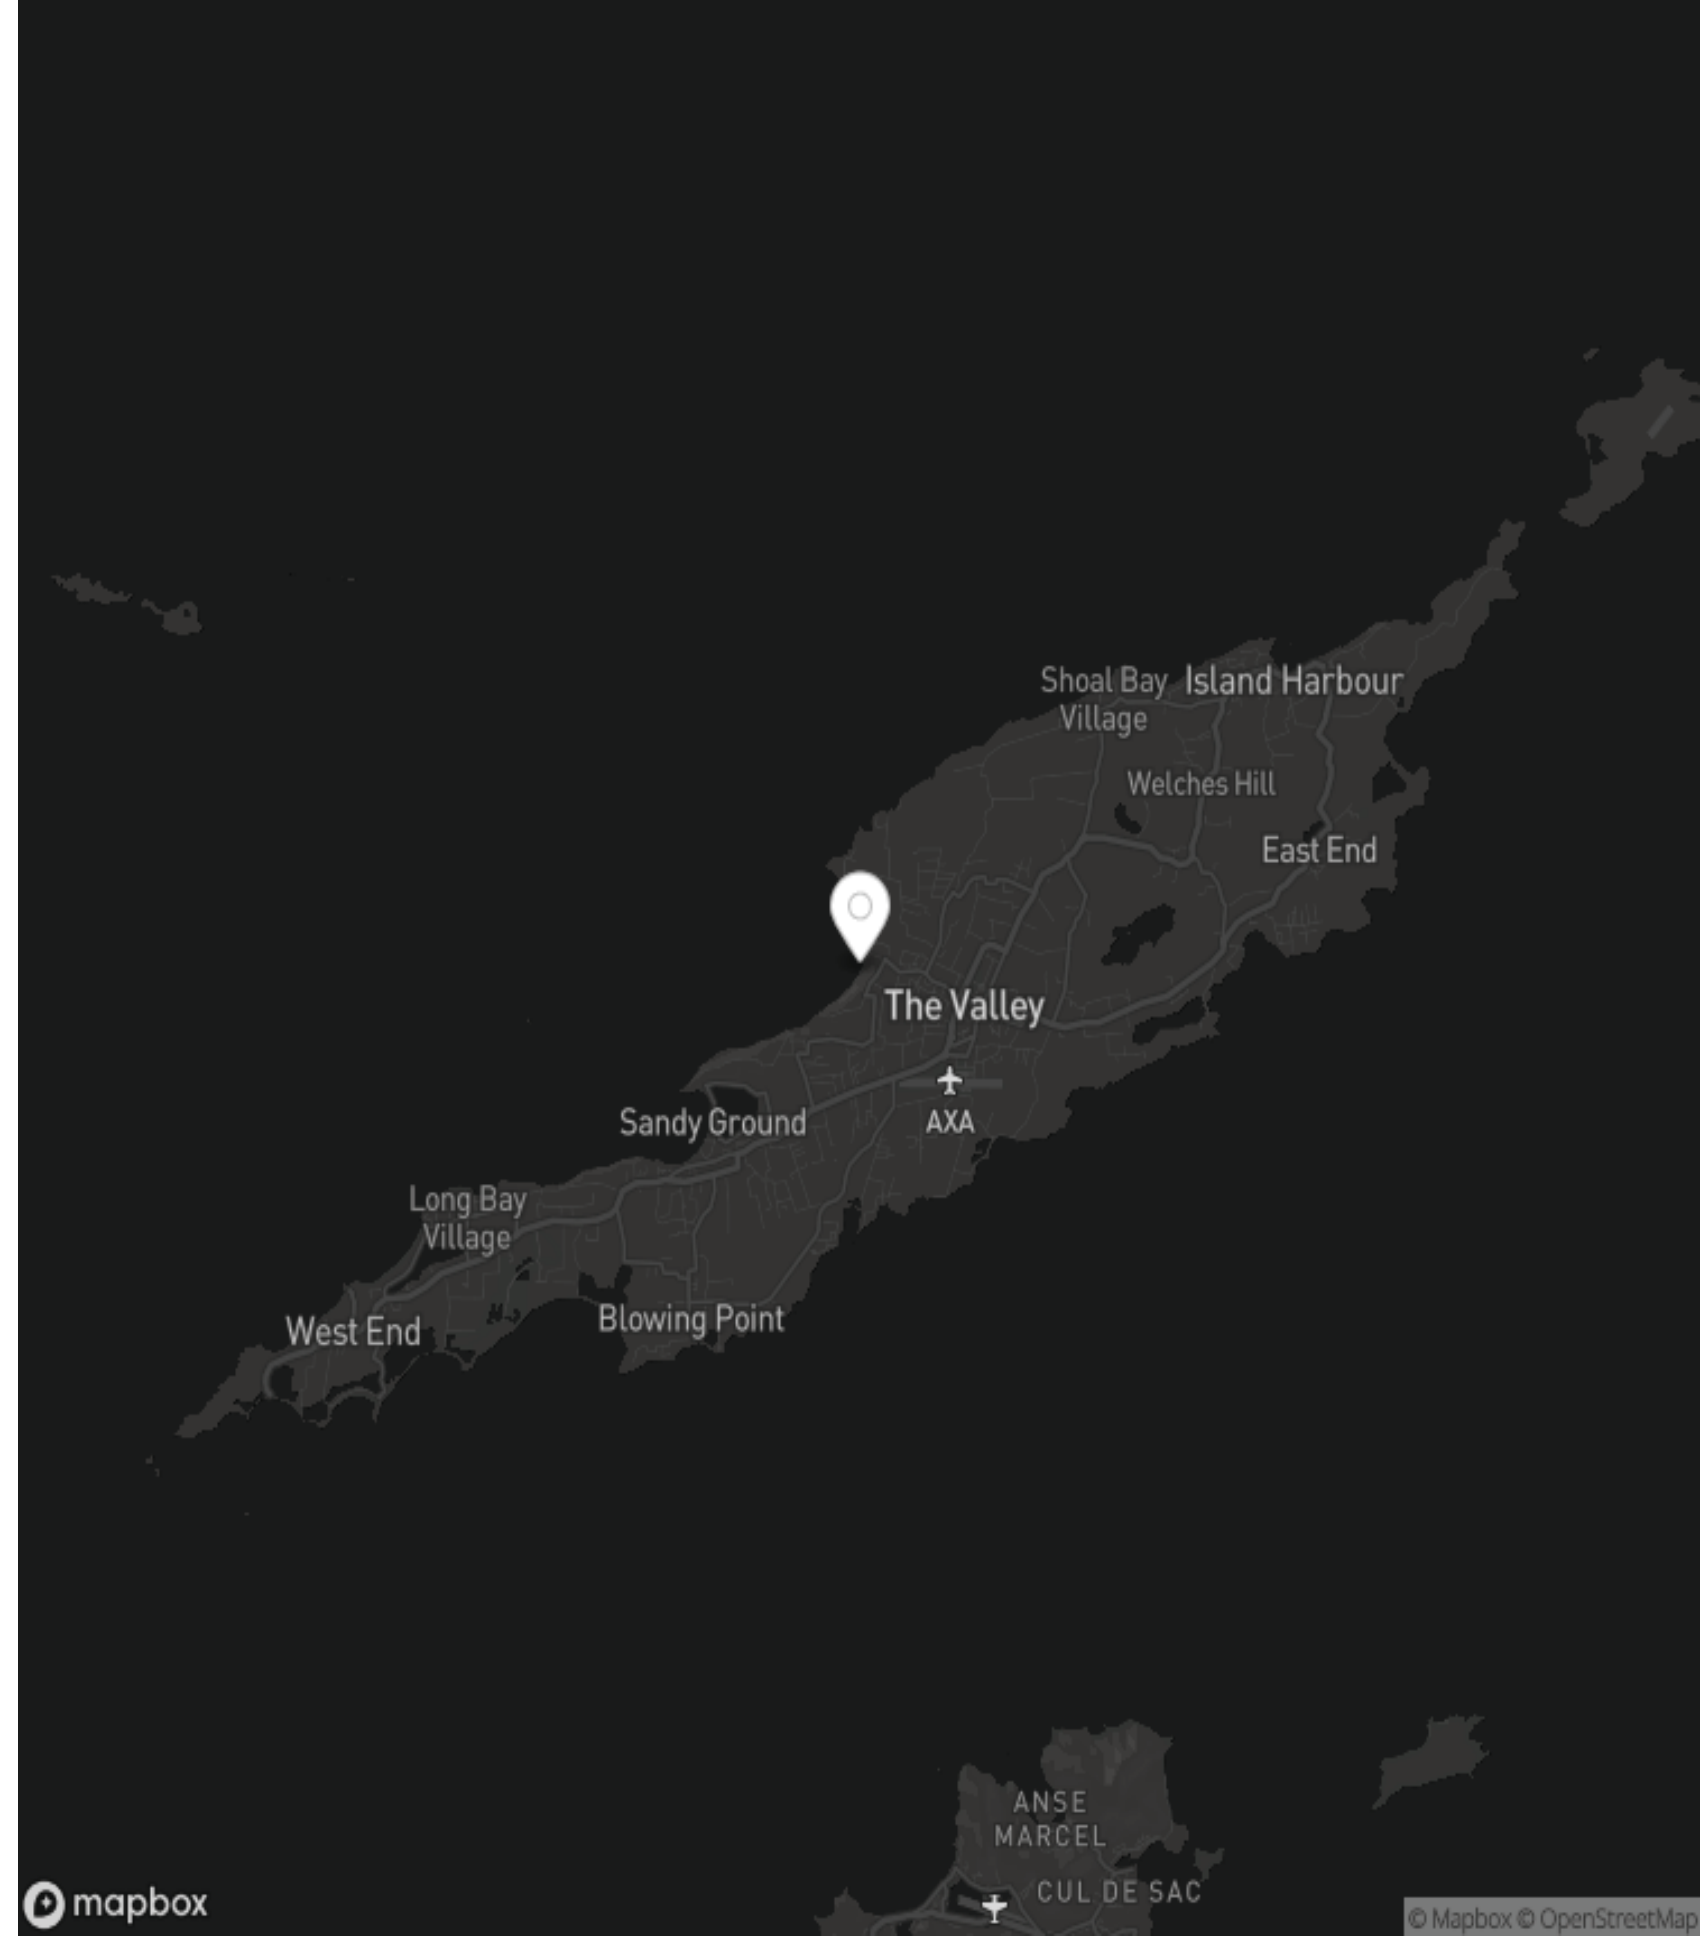 Shoal Bay
Village
Island Harbour
Welches Hill
East End
The Valley
AXA
Sandy Ground
Long Bay
Village
West End
Blowing Point
ANSE
MARCEL
CUL DE SAC
mapbox
© Mapbox © OpenStreetMap